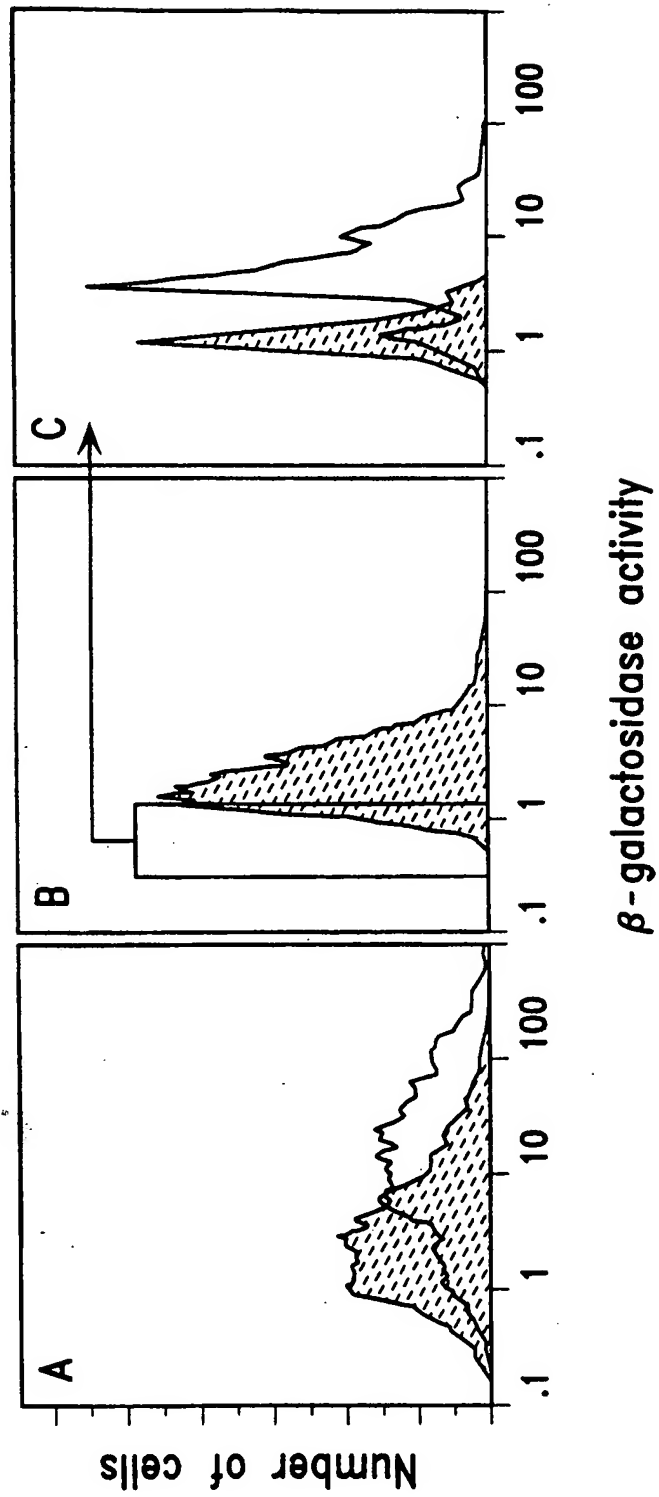 A
B
C
Number of cells
.1 1 10 100
.1 1 10 100
.1 1 10 100
β-galactosidase activity